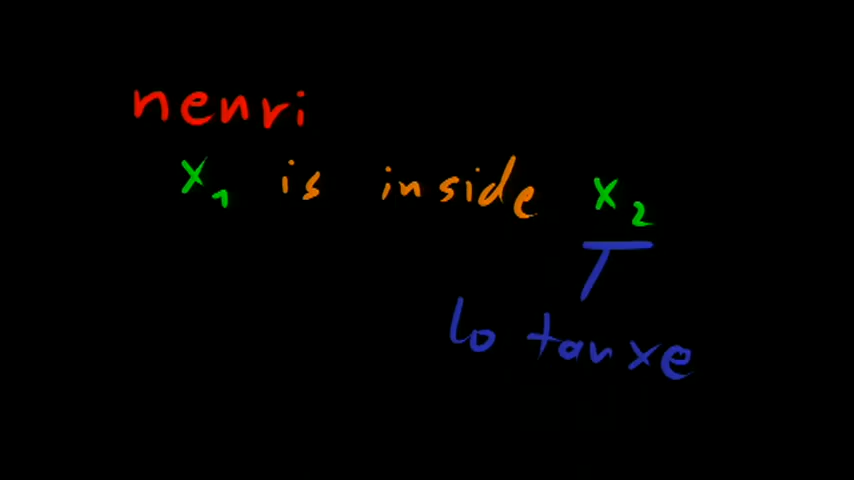 nenri
x₁ is inside x₂
lo tanxe